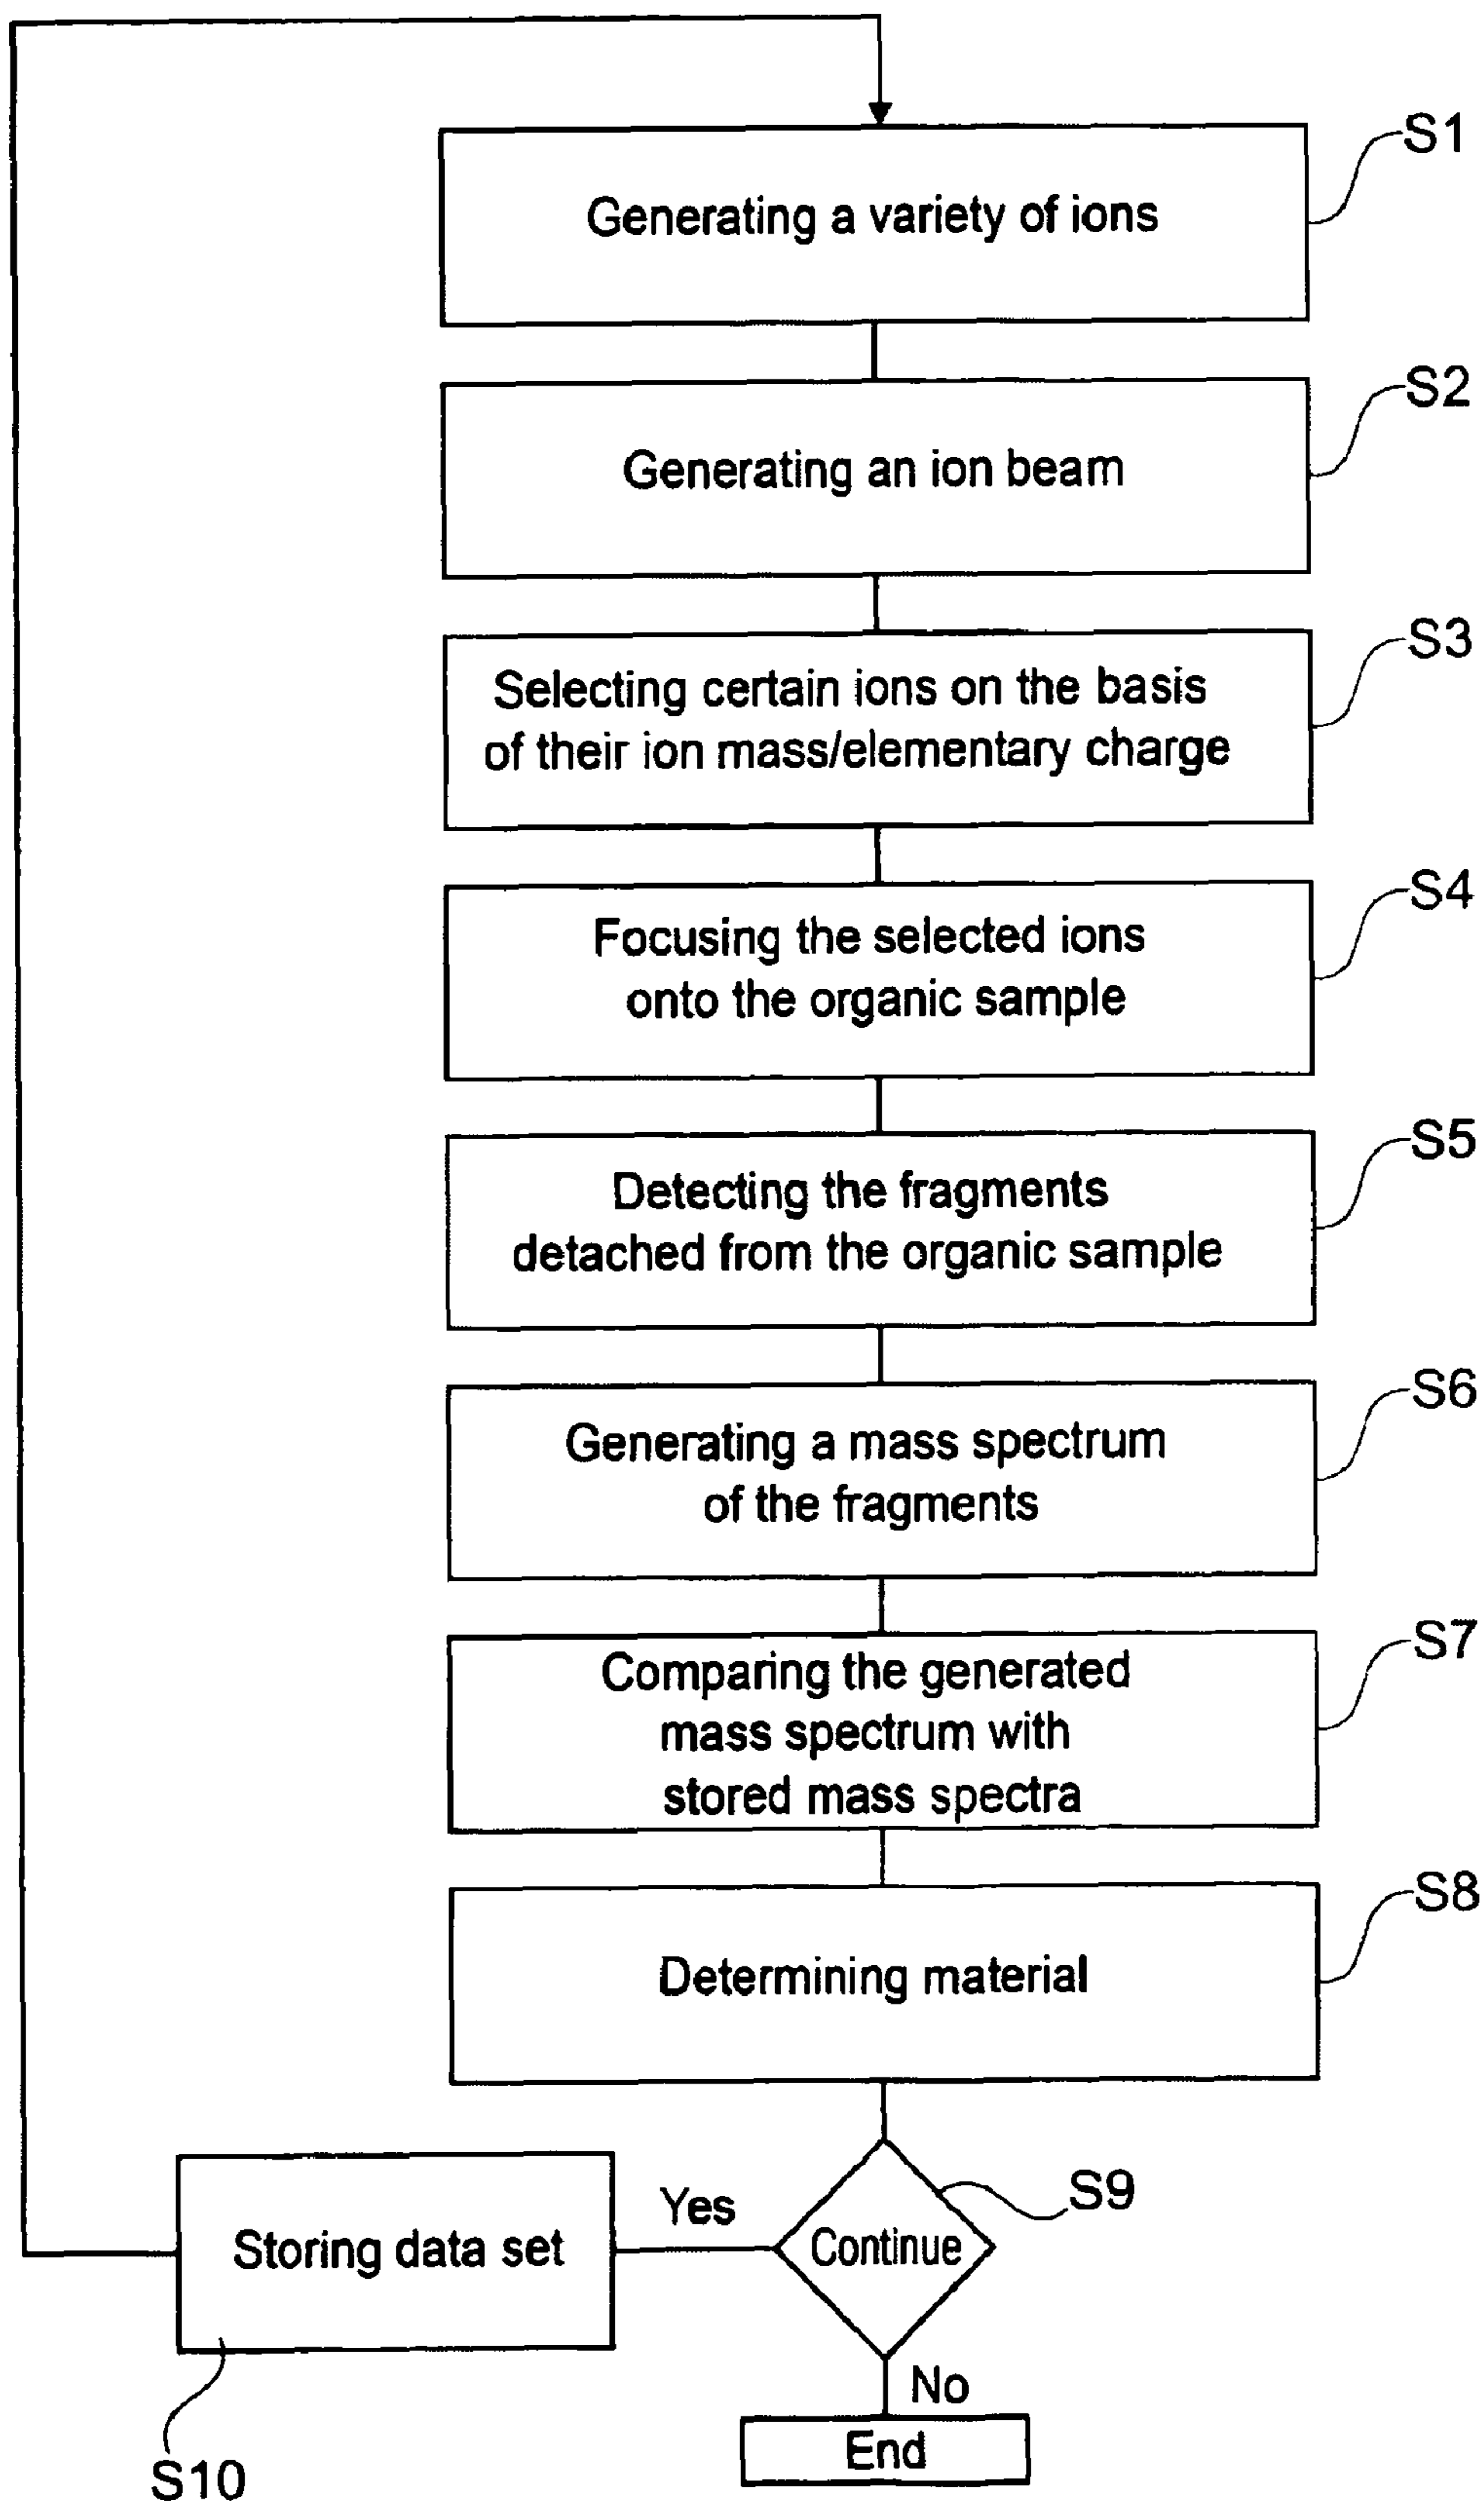 S1
Generating a variety of ions
S2
Generating an ion beam
S3
Selecting certain ions on the basis
of their ion mass/elementary charge
S4
Focusing the selected ions
onto the organic sample
S5
Detecting the fragments
detached from the organic sample
S6
Generating a mass spectrum
of the fragments
S7
Comparing the generated
mass spectrum with
stored mass spectra
S8
Determining material
S9
Yes
Continue
Storing data set
No
End
S10